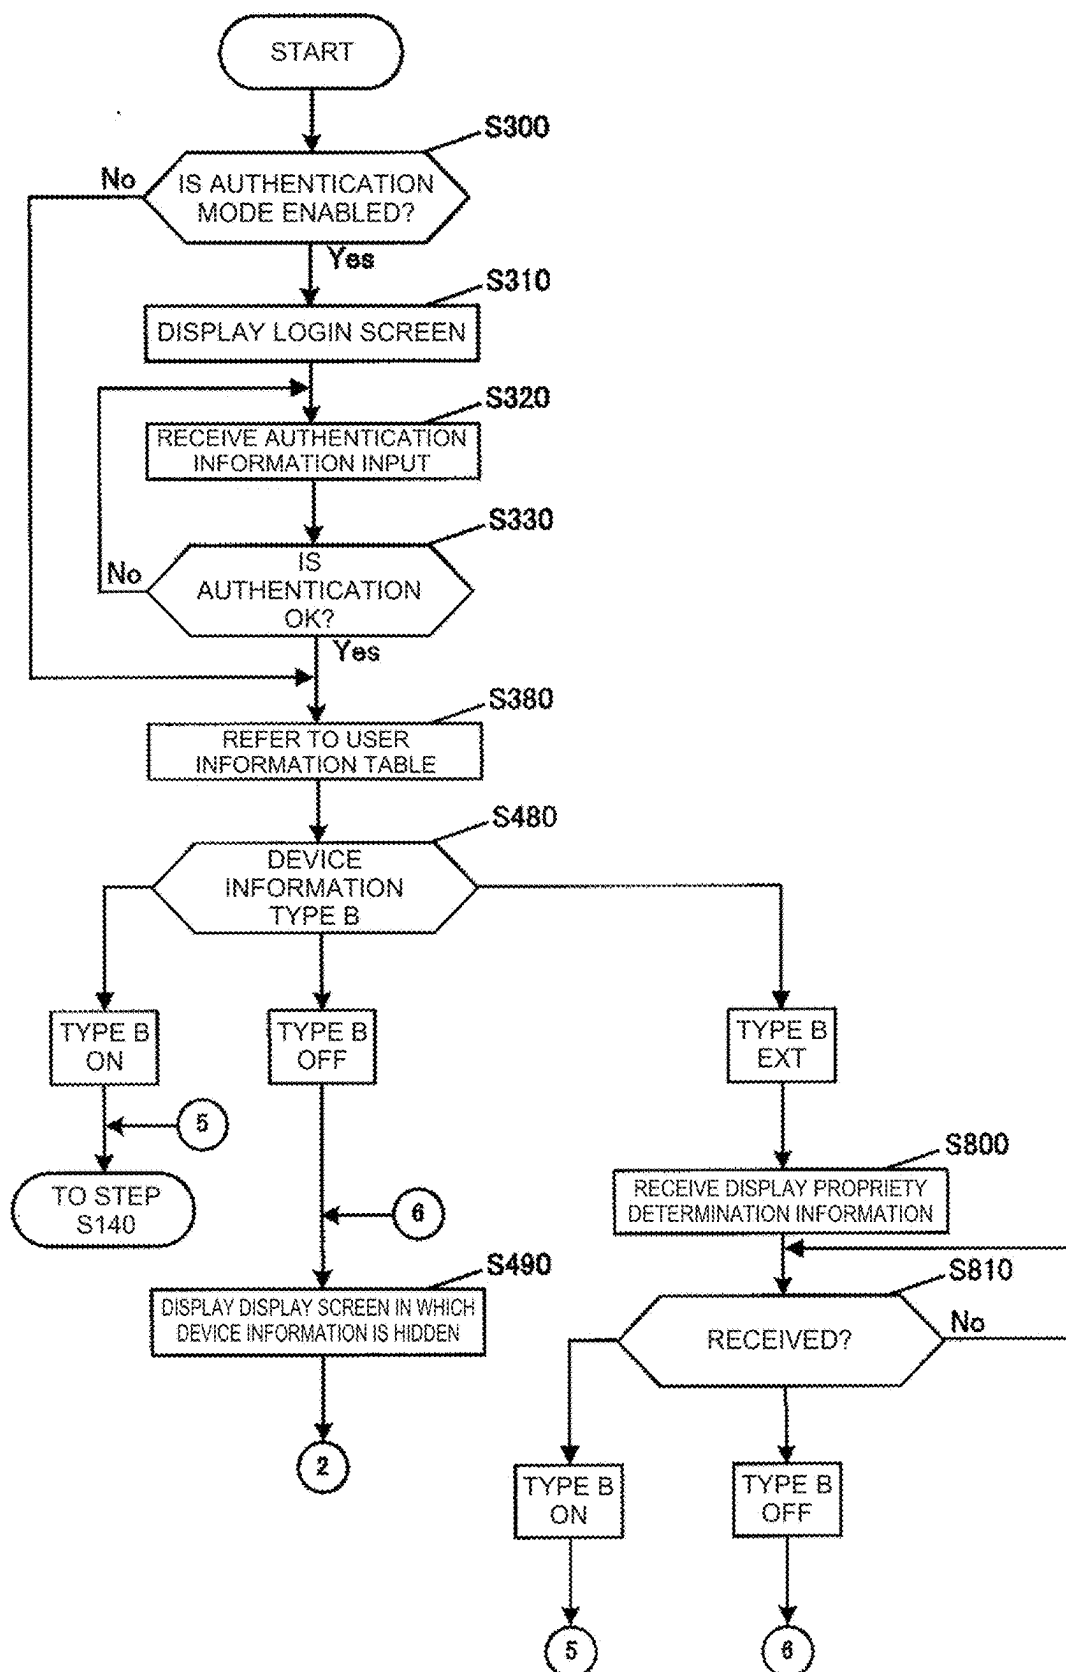 START
S300
No
IS AUTHENTICATION
MODE ENABLED?
Yes
S310
DISPLAY LOGIN SCREEN
S320
RECEIVE AUTHENTICATION
INFORMATION INPUT
S330
No
IS
AUTHENTICATION
OK?
Yes
S380
REFER TO USER
INFORMATION TABLE
S480
DEVICE
INFORMATION
TYPE B
TYPE B
ON
TYPE B
OFF
TYPE B
EXT
5
TO STEP
S140
6
S800
RECEIVE DISPLAY PROPRIETY
DETERMINATION INFORMATION
S490
DISPLAY DISPLAY SCREEN IN WHICH
DEVICE INFORMATION IS HIDDEN
S810
RECEIVED?
No
2
TYPE B
ON
TYPE B
OFF
5
6